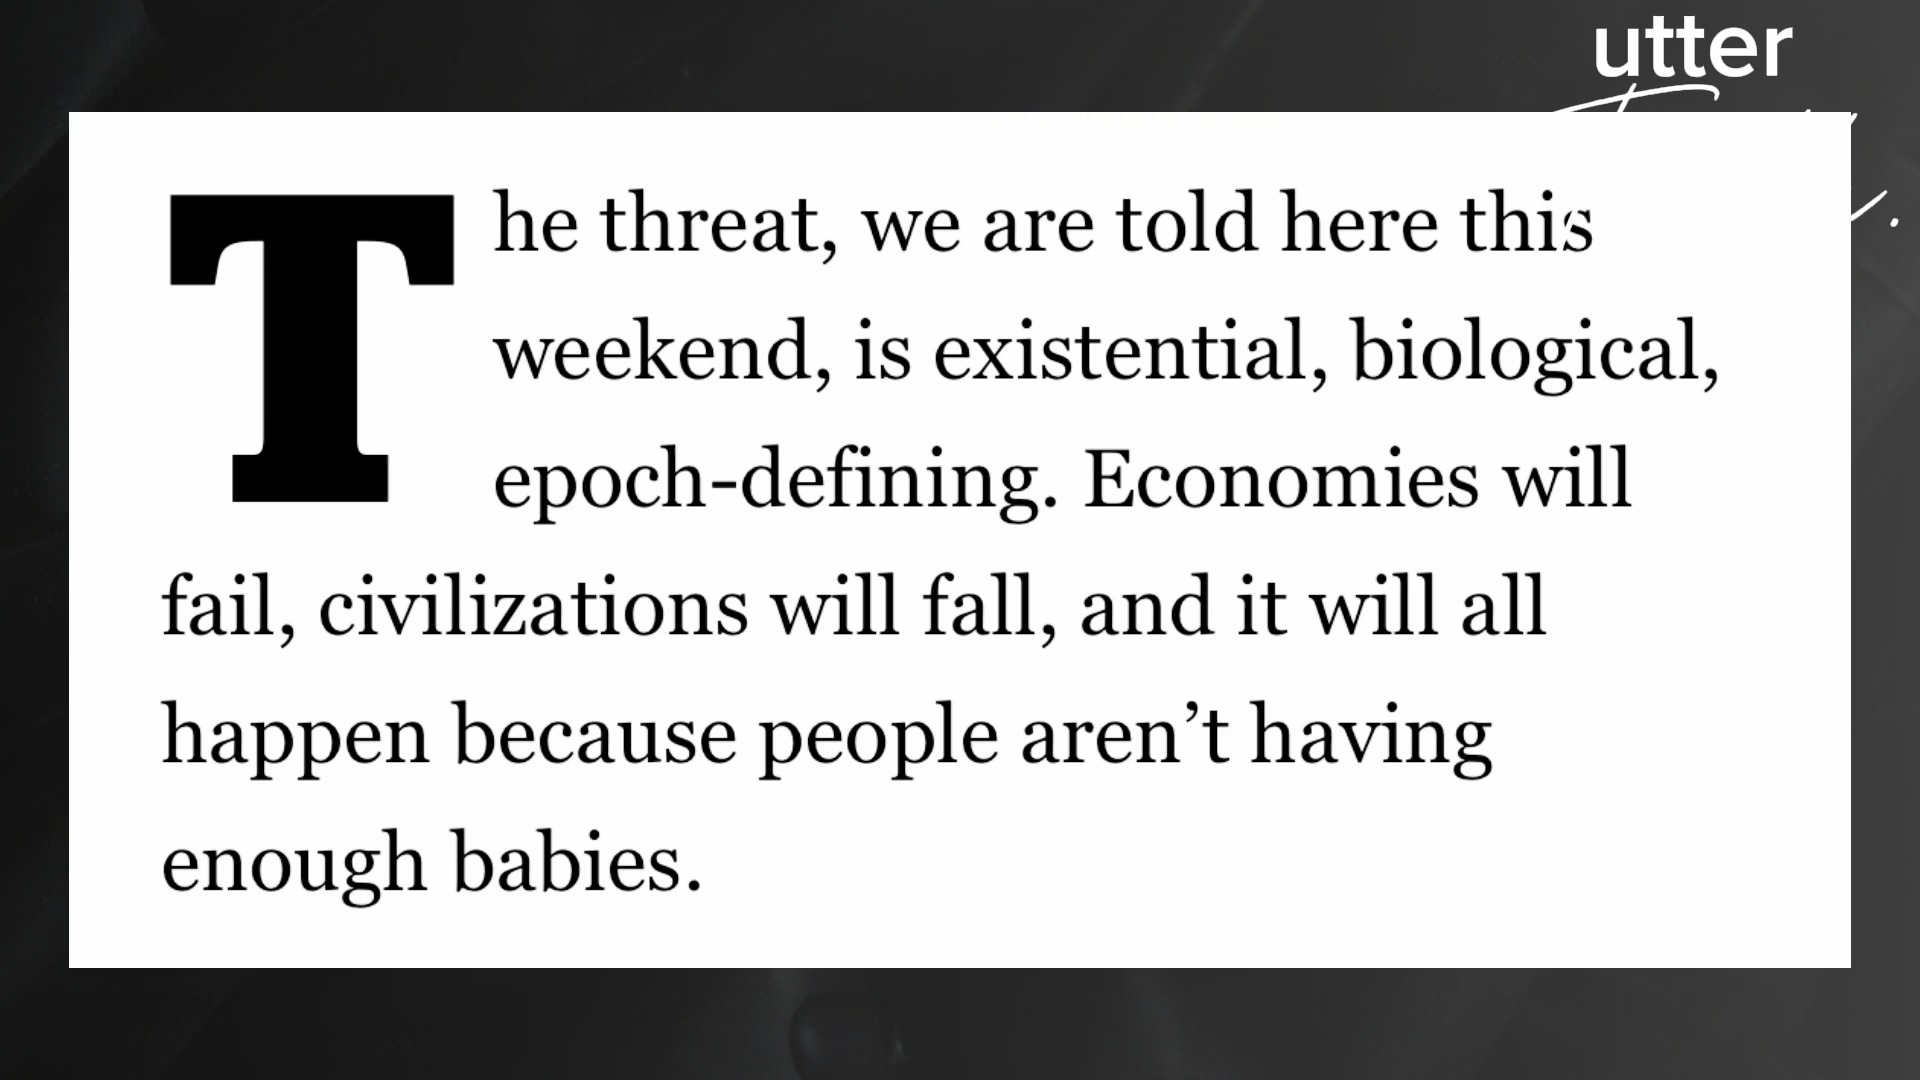 utter
The threat, we are told here this
weekend, is existential, biological,
epoch-defining. Economies will
fail, civilizations will fall, and it will all
happen because people aren’t having
enough babies.